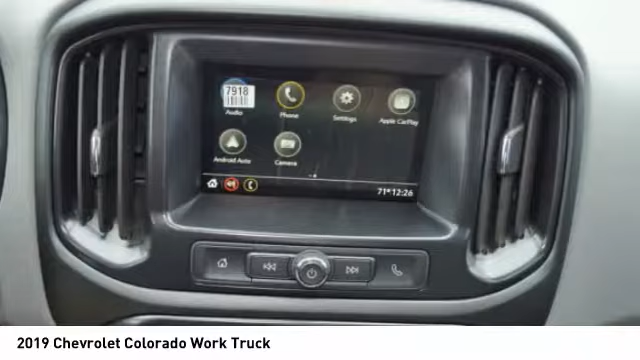 7918
Audio
Phone
Settings
Apple CarPlay
Android Auto
Camera
71° 12:26
2019 Chevrolet Colorado Work Truck